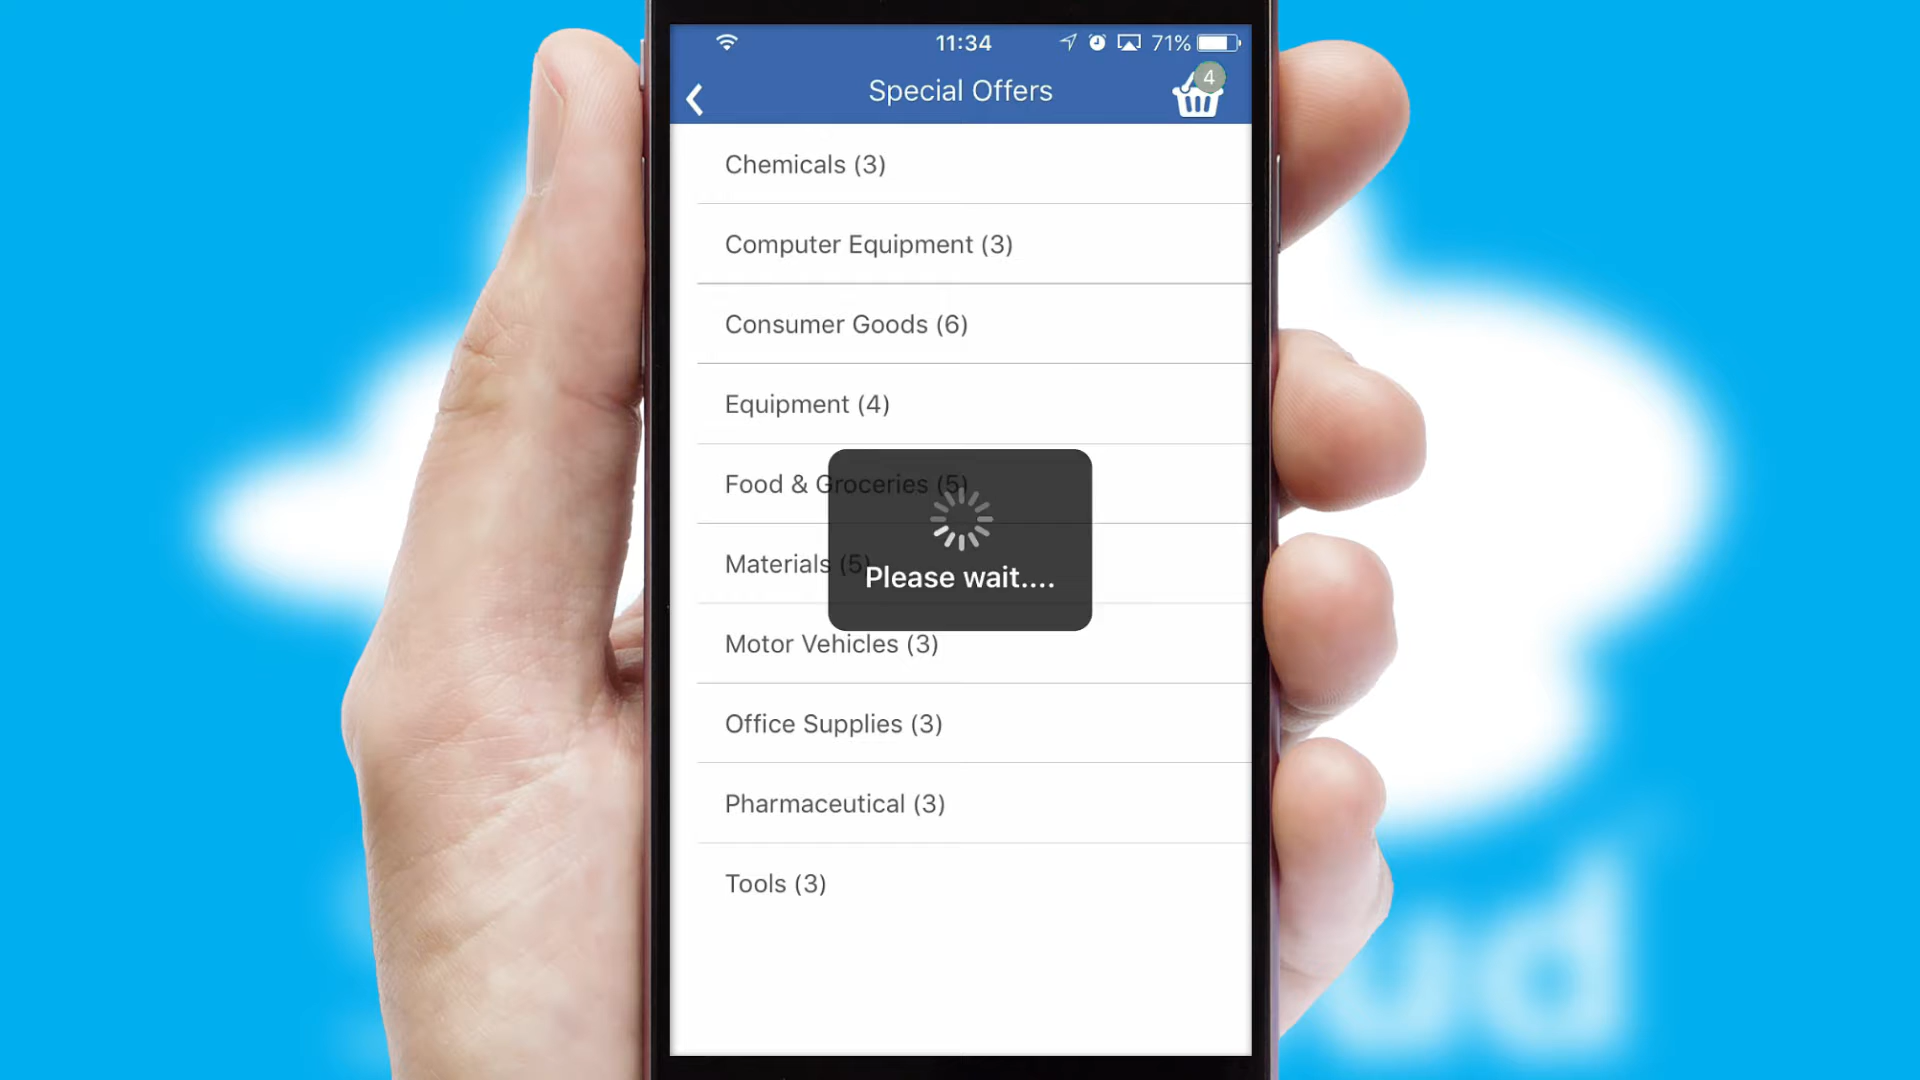 11:34
71%
Special Offers
4
Chemicals (3)
Computer Equipment (3)
Consumer Goods (6)
Equipment (4)
Food & Groceries (5)
Materials (5)
Please wait....
Motor Vehicles (3)
Office Supplies (3)
Pharmaceutical (3)
Tools (3)
ud